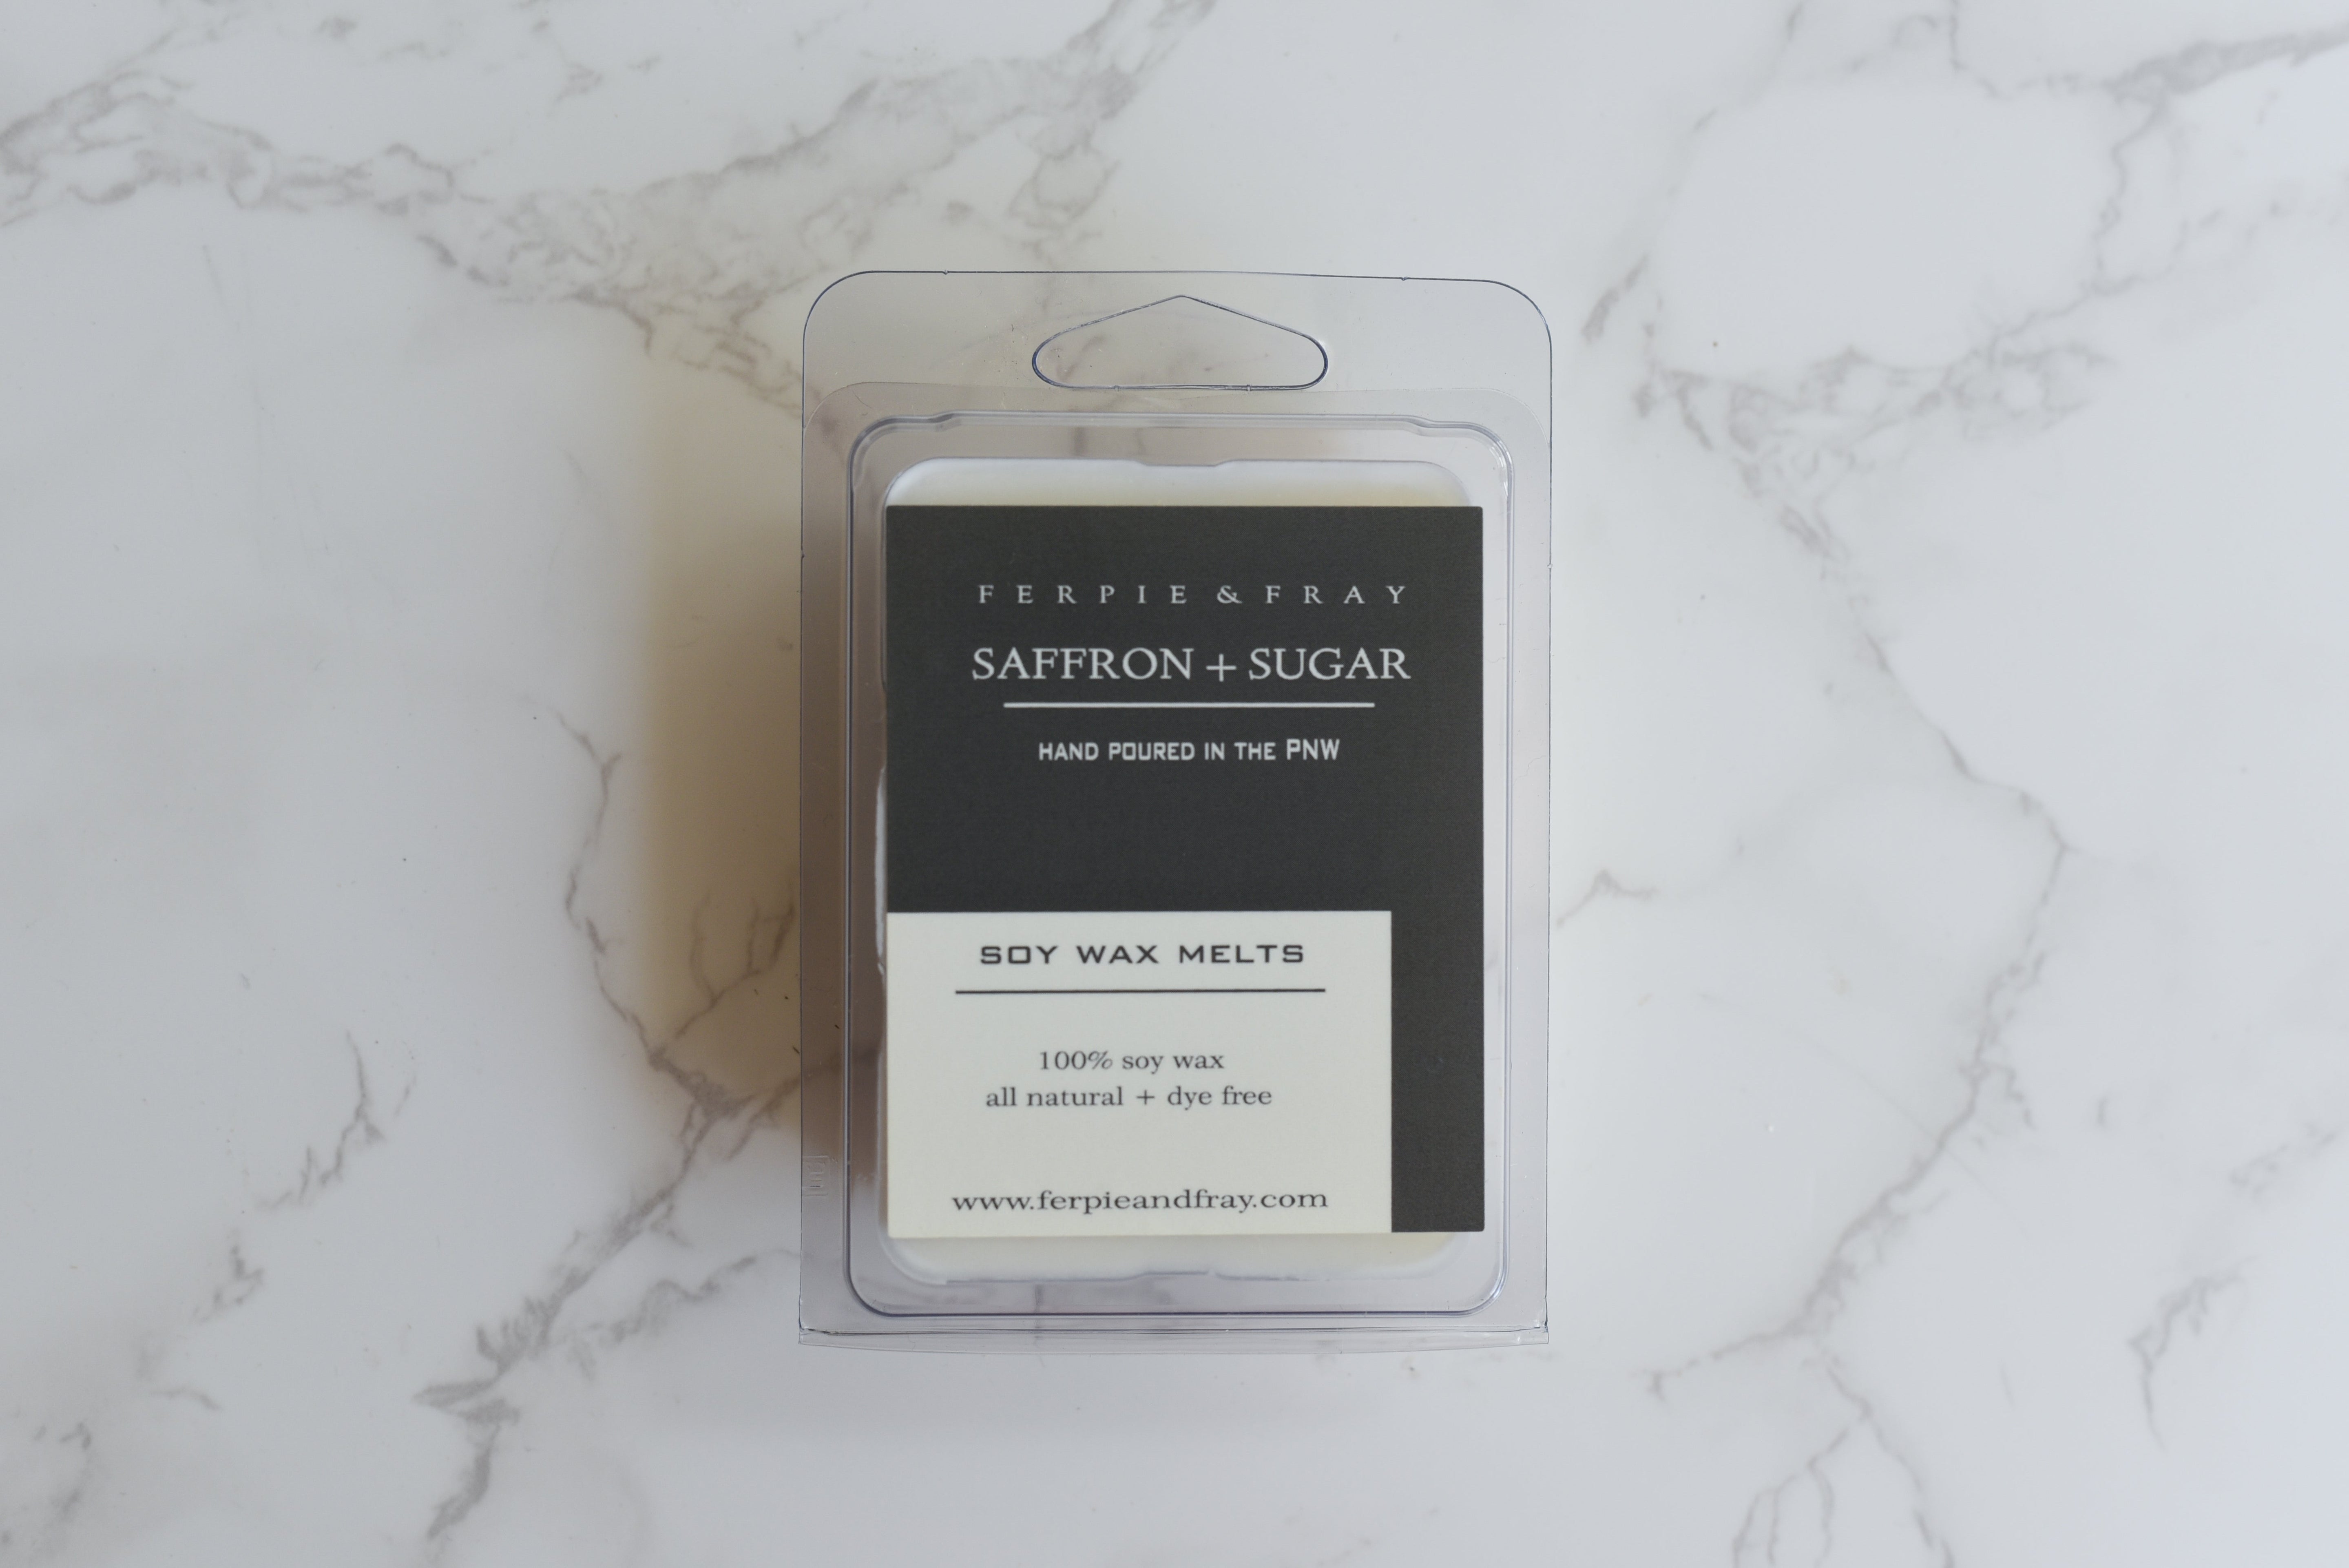 FERPIE & FRAY
SAFFRON + SUGAR
HAND POURED IN THE PNW
SOY WAX MELTS
100% soy wax
all natural + dye free
www.ferpieandfray.com